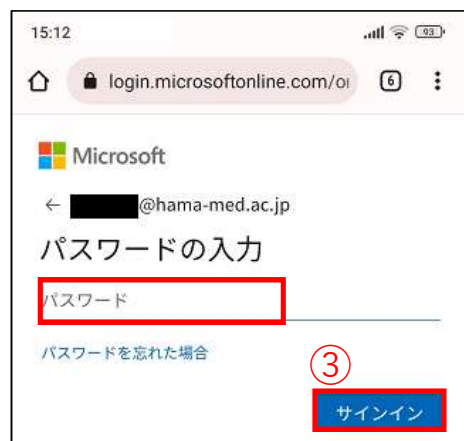 15:12 93
login.microsoftonline.com/or 6
Microsoft
← @hama-med.ac.jp
パスワードの入力
パスワード
パスワードを忘れた場合
③
サインイン